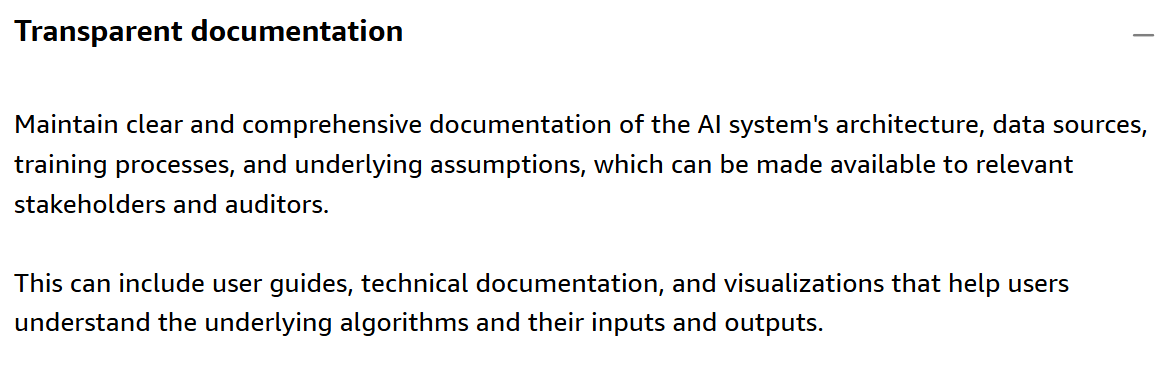 Transparent documentation
Maintain clear and comprehensive documentation of the AI system's architecture, data sources,
training processes, and underlying assumptions, which can be made available to relevant
stakeholders and auditors.
This can include user guides, technical documentation, and visualizations that help users
understand the underlying algorithms and their inputs and outputs.